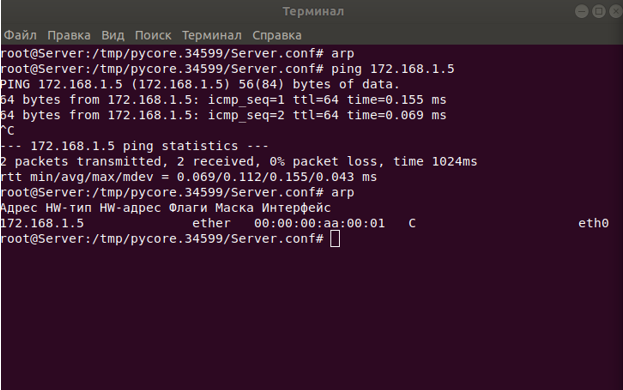 Терминал
Файл Правка Вид Поиск Терминал Справка
root@Server:/tmp/pycore.34599/Server.conf# arp
root@Server:/tmp/pycore.34599/Server.conf# ping 172.168.1.5
PING 172.168.1.5 (172.168.1.5) 56(84) bytes of data.
64 bytes from 172.168.1.5: icmp_seq=1 ttl=64 time=0.155 ms
64 bytes from 172.168.1.5: icmp_seq=2 ttl=64 time=0.069 ms
^C
--- 172.168.1.5 ping statistics ---
2 packets transmitted, 2 received, 0% packet loss, time 1024ms
rtt min/avg/max/mdev = 0.069/0.112/0.155/0.043 ms
root@Server:/tmp/pycore.34599/Server.conf# arp
Адрес HW-тип HW-адрес Флаги Маска Интерфейс
172.168.1.5 ether 00:00:00:aa:00:01 C eth0
root@Server:/tmp/pycore.34599/Server.conf#